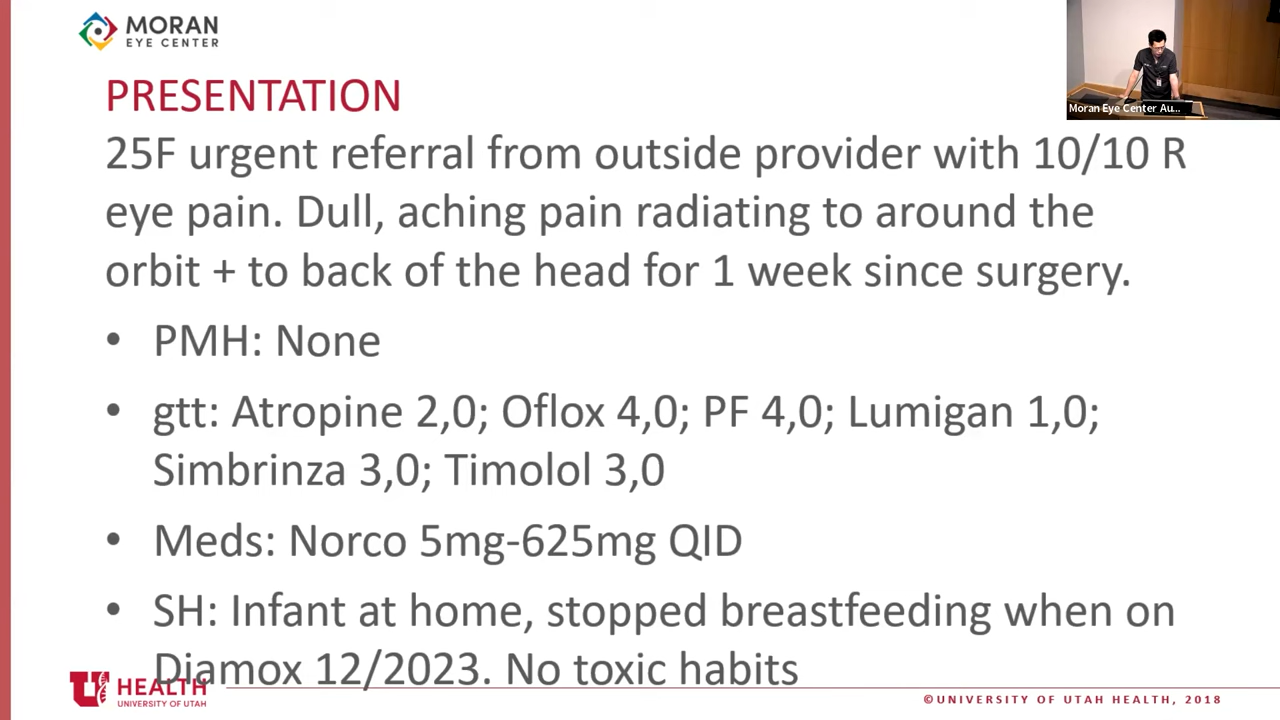 MORAN
EYE CENTER
Moran Eye Center Au...
PRESENTATION
25F urgent referral from outside provider with 10/10 R
eye pain. Dull, aching pain radiating to around the
orbit + to back of the head for 1 week since surgery.
• PMH: None
• gtt: Atropine 2,0; Oflox 4,0; PF 4,0; Lumigan 1,0;
Simbrinza 3,0; Timolol 3,0
• Meds: Norco 5mg-625mg QID
• SH: Infant at home, stopped breastfeeding when on
Diamox 12/2023. No toxic habits
U HEALTH
UNIVERSITY OF UTAH
©UNIVERSITY OF UTAH HEALTH, 2018